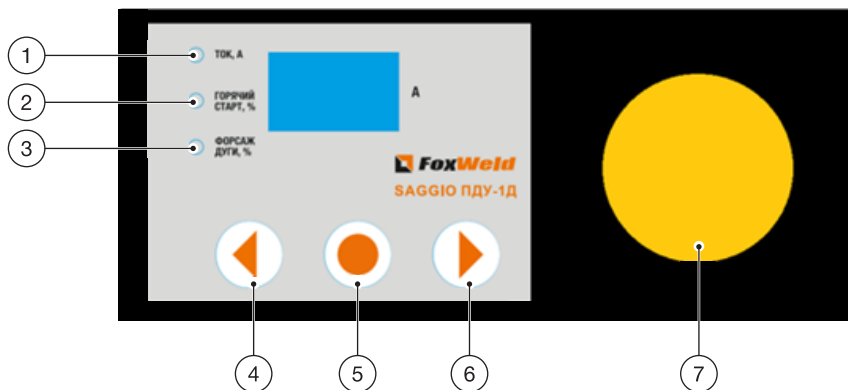 1
ТОК, А
2
ГОРЯЧИЙ
СТАРТ, %
А
3
ФОРСАЖ
ДУГИ, %
FoxWeld
SAGGIO ПДУ-1Д
4
5
6
7